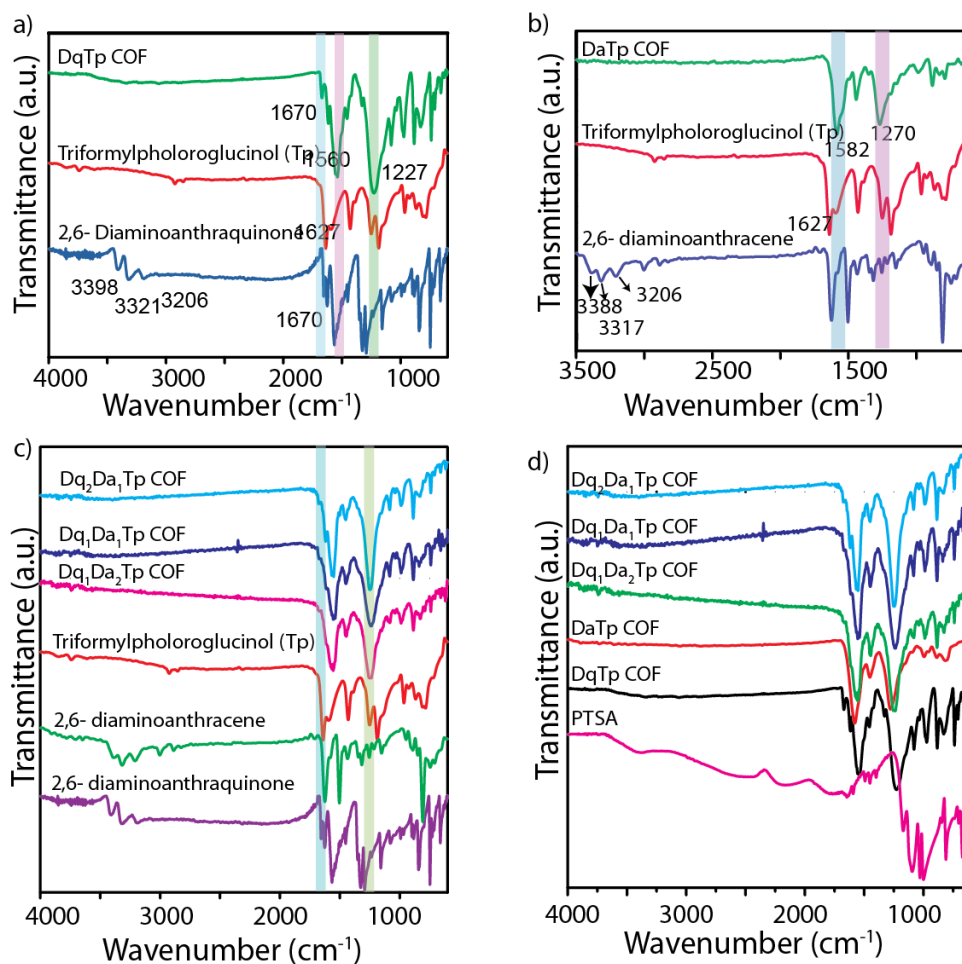 a)
DqTp COF
1670
1560
1227
Triformylpholoroglucinol (Tp)
1627
2,6- Diaminoanthraquinone
3398
3321
3206
1670
Transmittance (a.u.)
4000 3000 2000 1000
Wavenumber (cm⁻¹)
b)
DaTp COF
Triformylpholoroglucinol (Tp)
1270
1582
1627
2,6- diaminoanthracene
3388
3317
3206
Transmittance (a.u.)
3500 2500 1500
Wavenumber (cm⁻¹)
c)
Dq₂Da₁Tp COF
Dq₁Da₁Tp COF
Dq₁Da₂Tp COF
Triformylpholoroglucinol (Tp)
2,6- diaminoanthracene
2,6- diaminoanthraquinone
Transmittance (a.u.)
4000 3000 2000 1000
Wavenumber (cm⁻¹)
d)
Dq₂Da₁Tp COF
Dq₁Da₁Tp COF
Dq₁Da₂Tp COF
DaTp COF
DqTp COF
PTSA
Transmittance (a.u.)
4000 3000 2000 1000
Wavenumber (cm⁻¹)